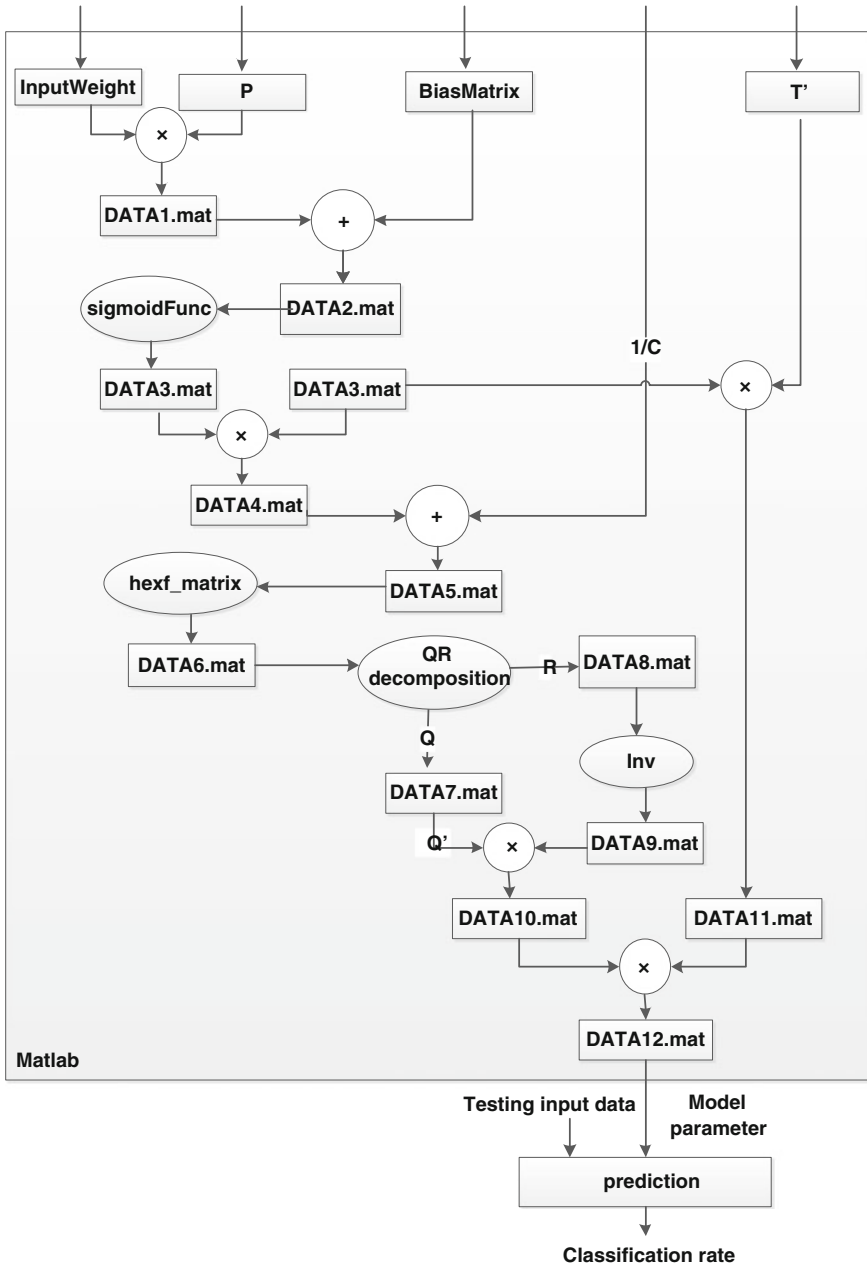 InputWeight
P
BiasMatrix
T’
×
DATA1.mat
+
sigmoidFunc
DATA2.mat
1/C
DATA3.mat
DATA3.mat
×
×
DATA4.mat
+
hexf_matrix
DATA5.mat
DATA6.mat
QR
decomposition
R
DATA8.mat
Q
Inv
DATA7.mat
Q’
×
DATA9.mat
DATA10.mat
DATA11.mat
×
DATA12.mat
Matlab
Testing input data
Model
parameter
prediction
Classification rate